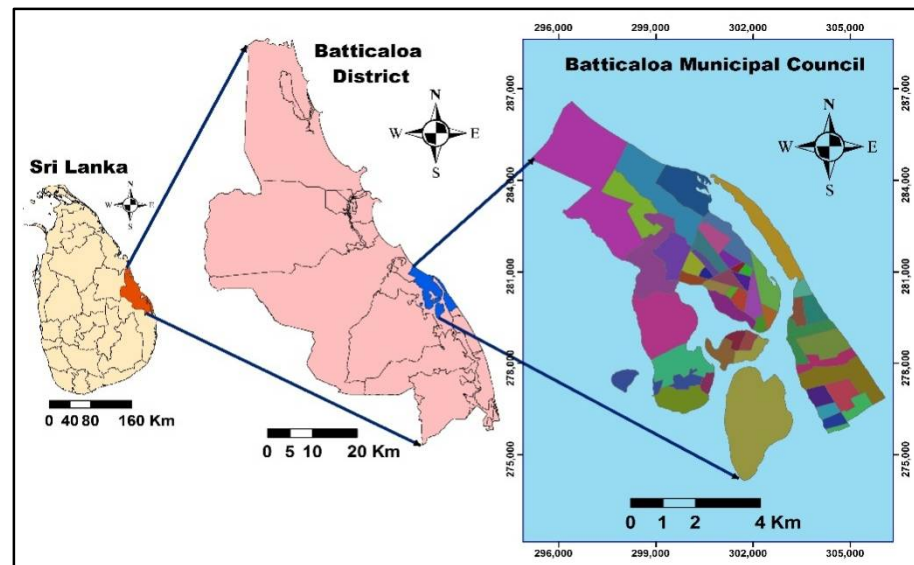 Sri Lanka
N
W E
S
0 40 80 160 Km
Batticaloa
District
N
W E
S
0 5 10 20 Km
296,000 299,000 302,000 305,000
Batticaloa Municipal Council
N
W E
S
287,000 287,000
284,000 284,000
281,000 281,000
278,000 278,000
275,000 275,000
0 1 2 4 Km
296,000 299,000 302,000 305,000